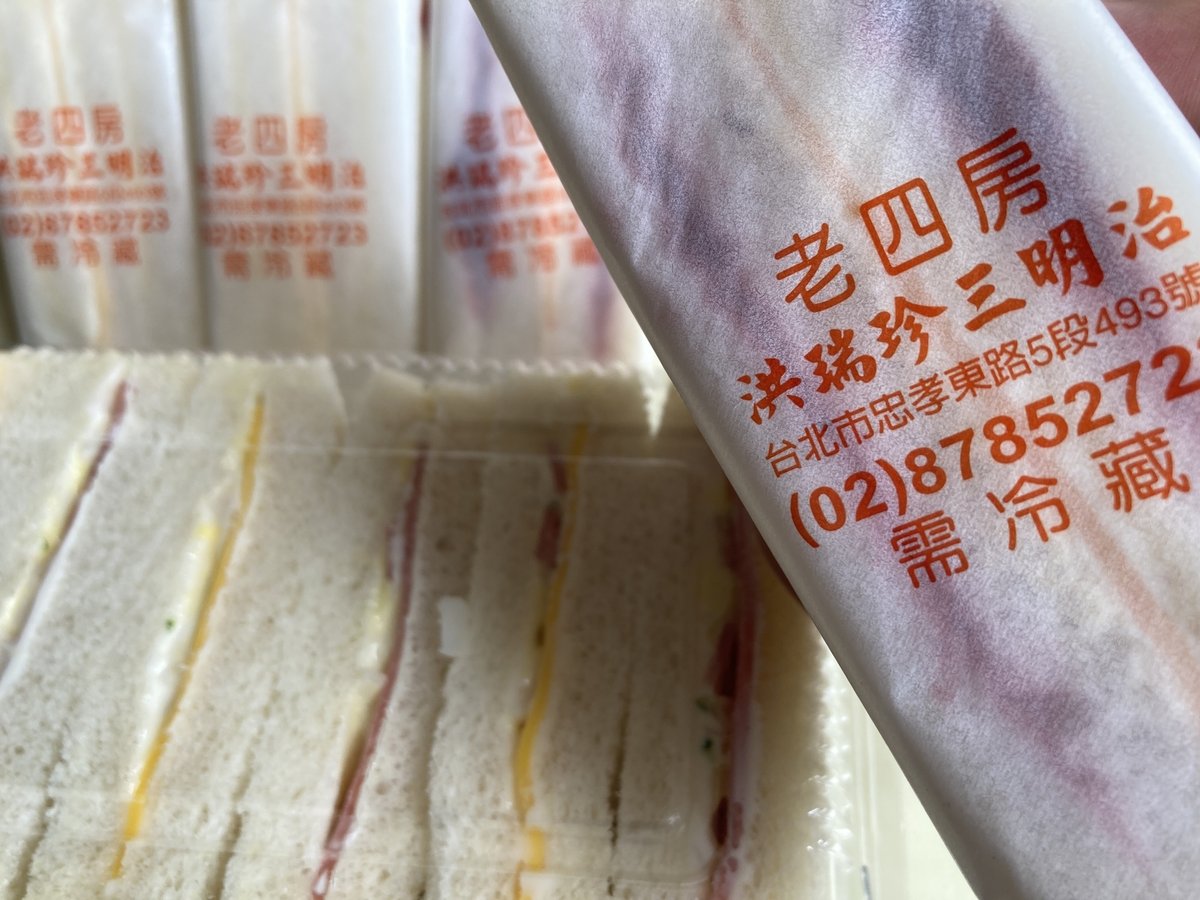 老四房
洪瑞珍三明治
(02)87852723
需冷藏
老四房
洪瑞珍三明治
(02)87852723
需冷藏
老四房
洪瑞珍三
(02)8785
需冷藏
老四房
洪瑞珍三明治
台北市忠孝東路5段493號
(02)8785272
需冷藏